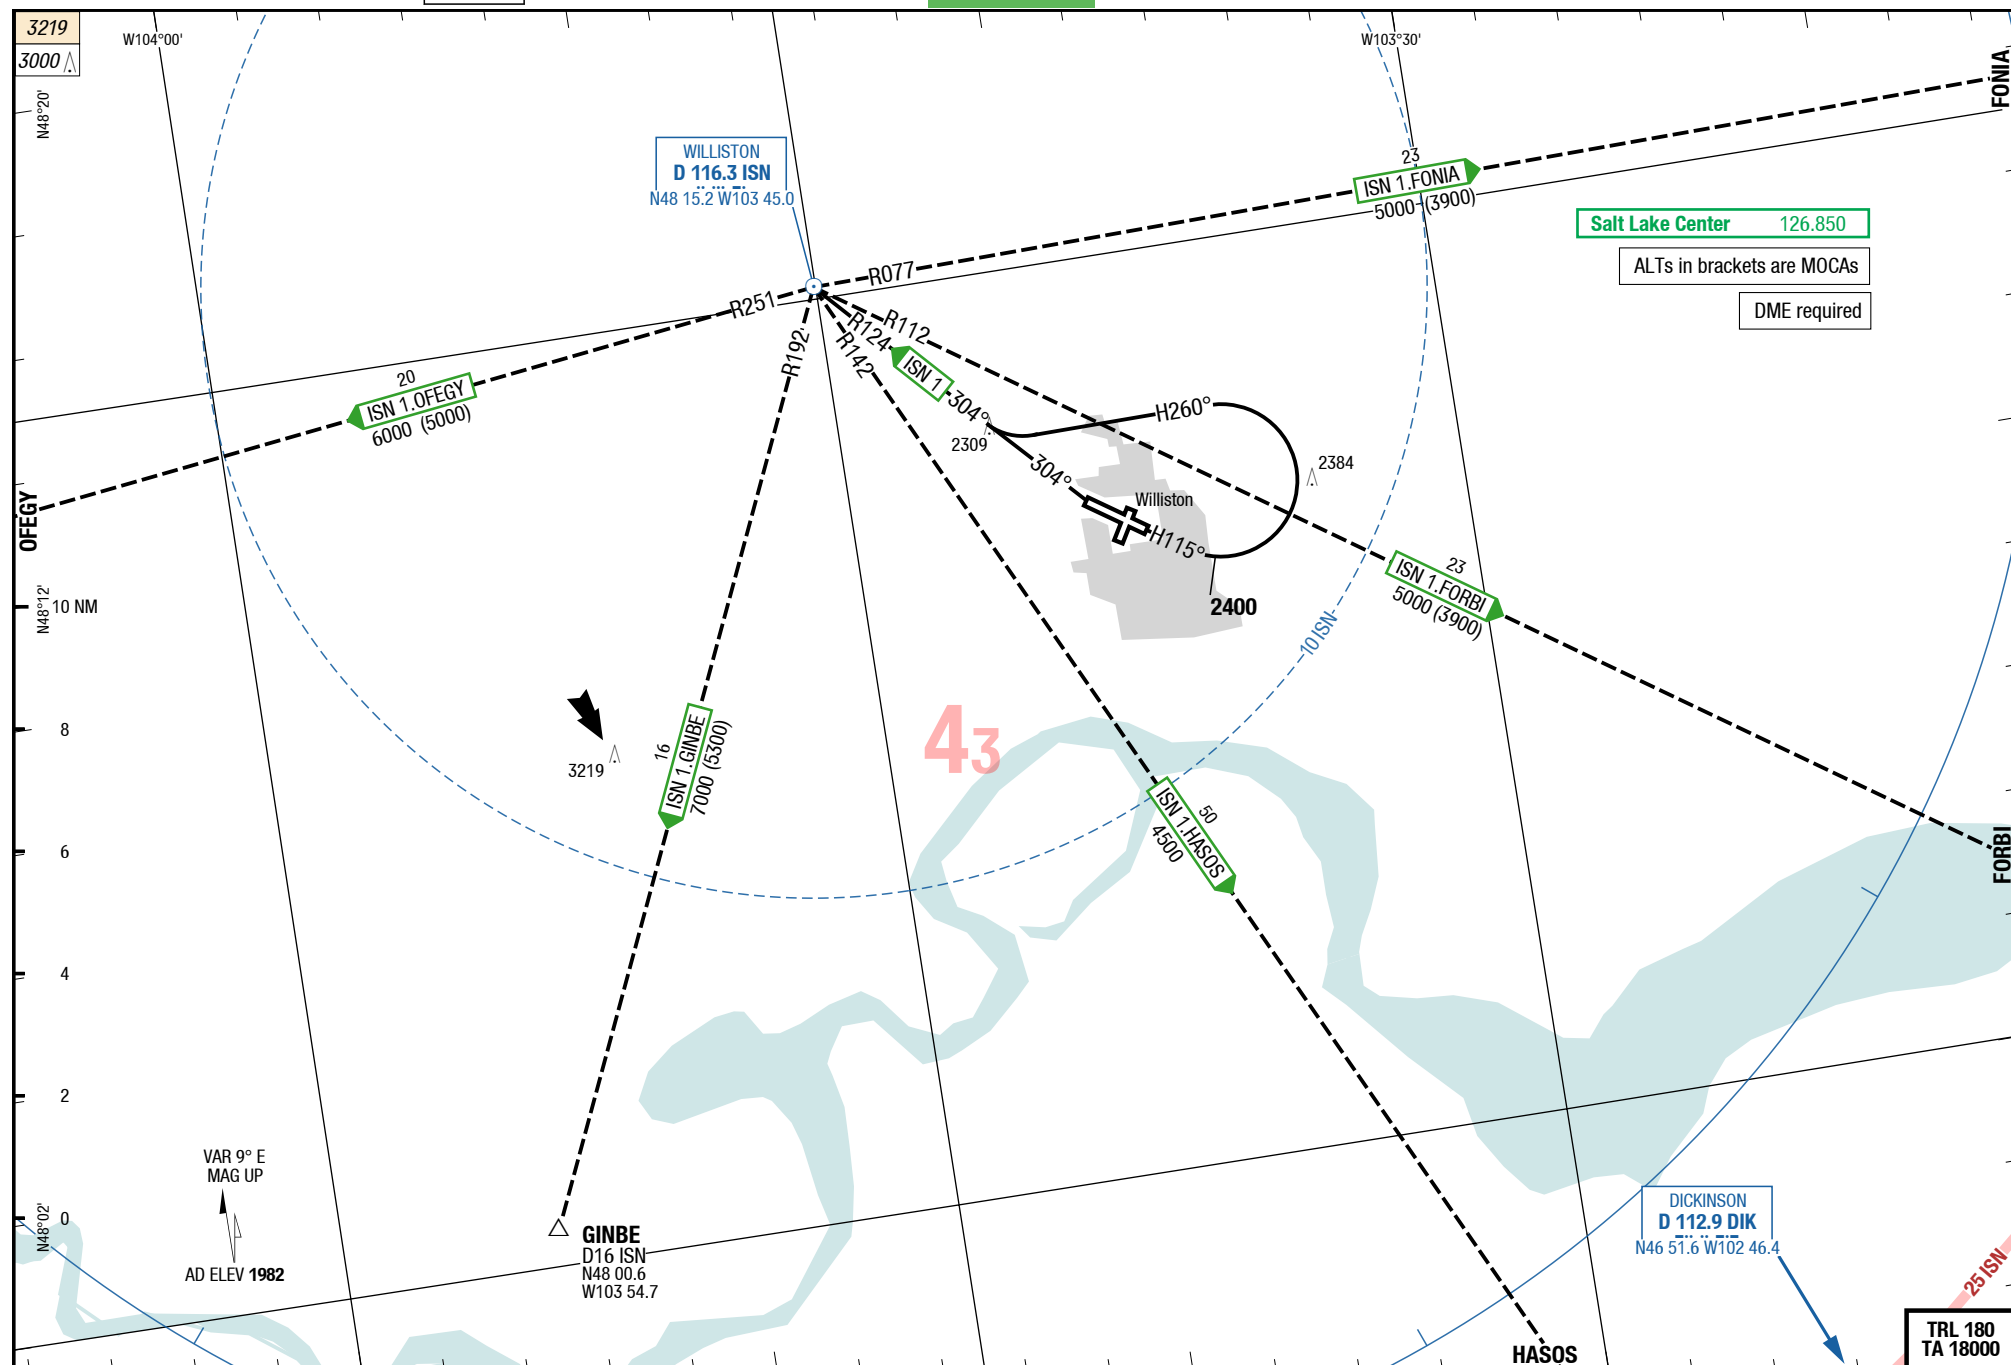 3219
3000
W104°00'
W103°30'
N48°20'
FONIA
WILLISTON
D 116.3 ISN
N48 15.2 W103 45.0
23
ISN 1.FONIA
5000 (3900)
Salt Lake Center 126.850
ALTs in brackets are MOCAs
DME required
R077
R251
R192
R112
R124
R142
ISN 1
304°
20
ISN 1.OFEGY
6000 (5000)
H260°
2309
304°
2384
Williston
H115°
OFEGY
23
ISN 1.FORBI
5000 (3900)
2400
N48°12'
10 NM
10 ISN
8
3219
16
ISN 1.GINBE
7000 (5300)
43
50
ISN 1.HASOS
4500
6
FORBI
4
2
VAR 9° E
MAG UP
N48°02'
0
AD ELEV 1982
GINBE
D16 ISN
N48 00.6
W103 54.7
DICKINSON
D 112.9 DIK
N46 51.6 W102 46.4
25 ISN
HASOS
TRL 180
TA 18000